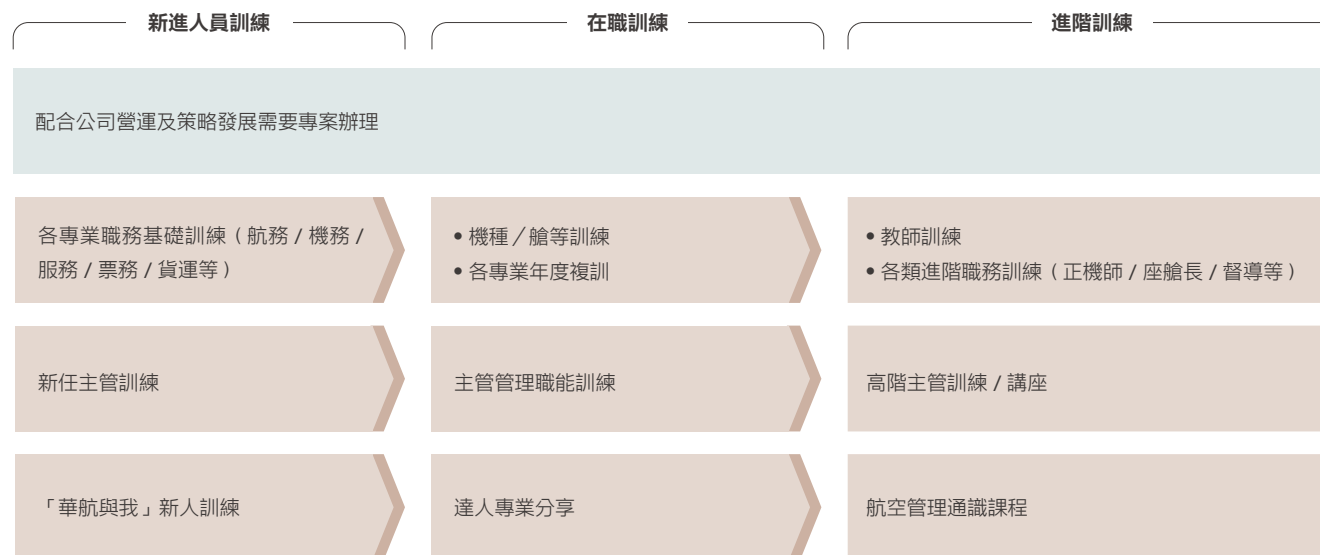 新進人員訓練
在職訓練
進階訓練
配合公司營運及策略發展需要專案辦理
各專業職務基礎訓練（航務 / 機務 /
服務 / 票務 / 貨運等）
• 機種／艙等訓練
• 各專業年度複訓
• 教師訓練
• 各類進階職務訓練（正機師 / 座艙長 / 督導等）
新任主管訓練
主管管理職能訓練
高階主管訓練 / 講座
「華航與我」新人訓練
達人專業分享
航空管理通識課程